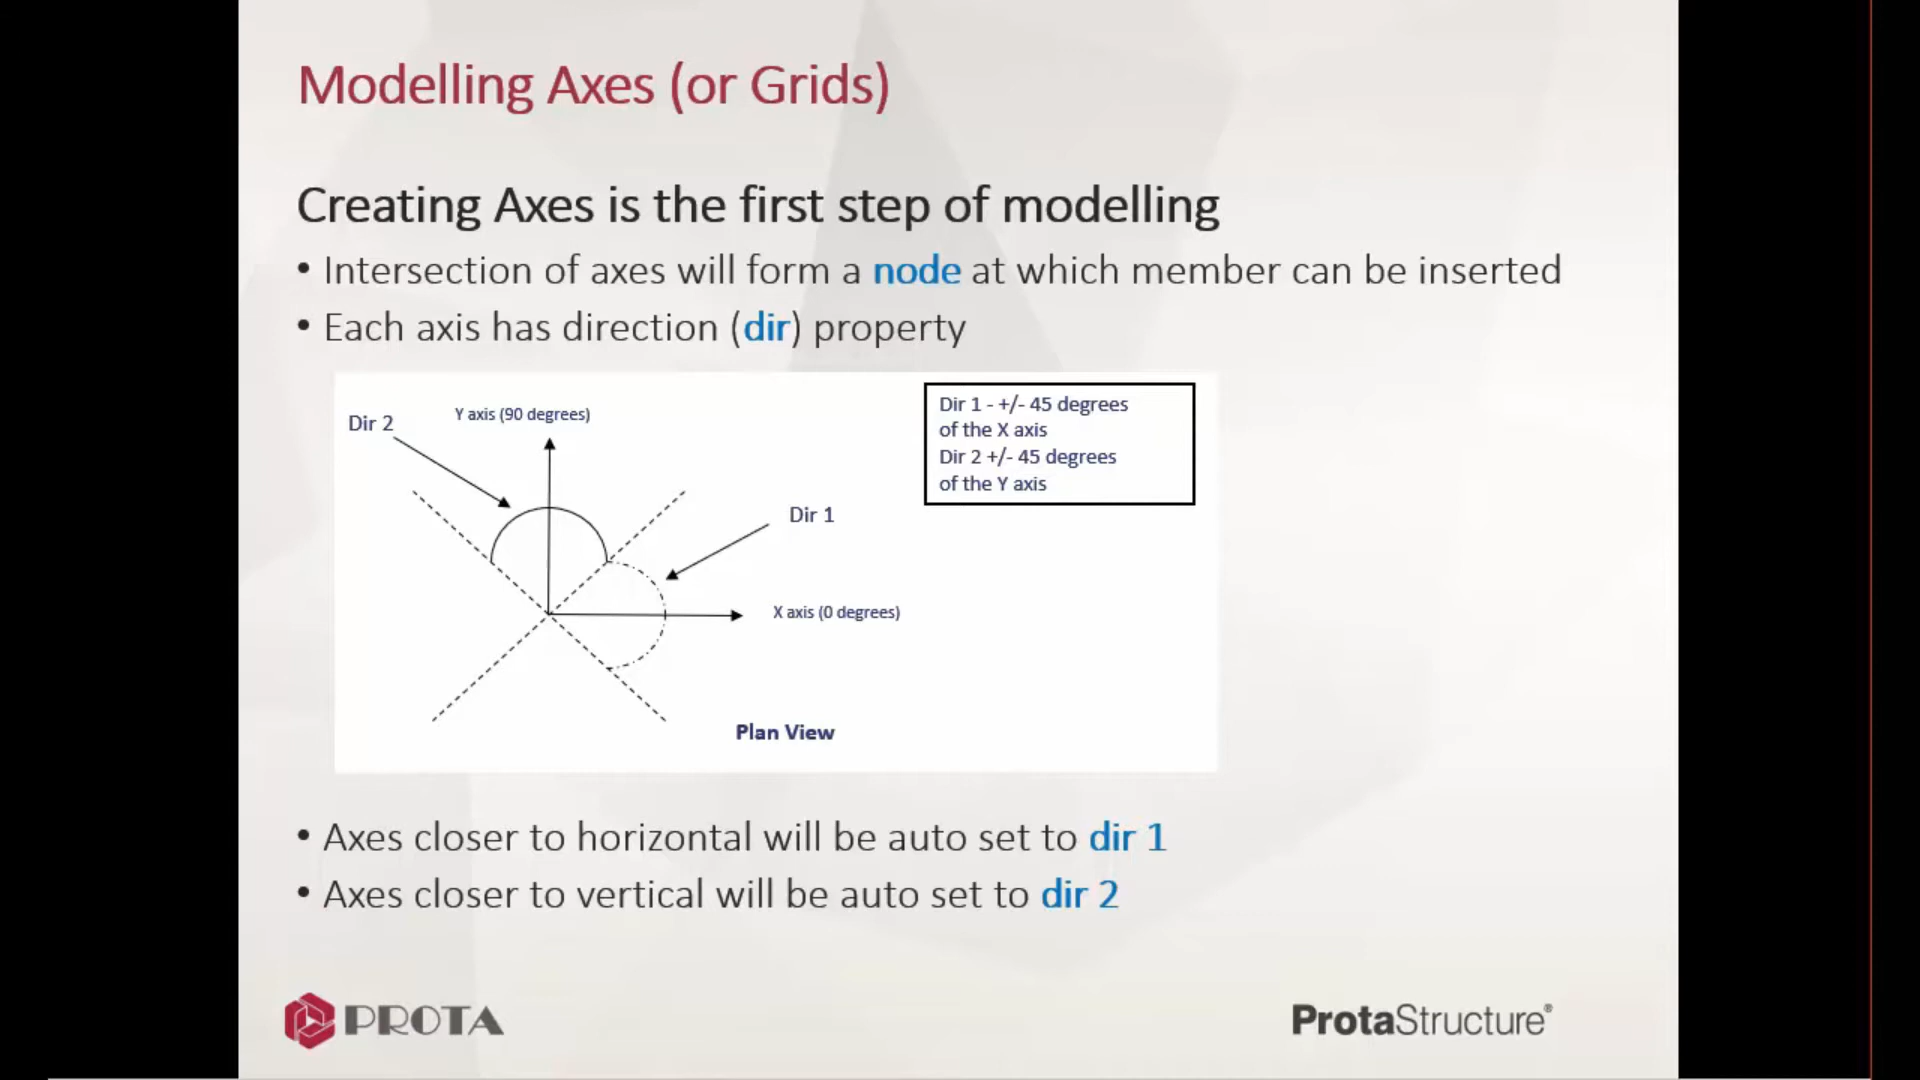 Modelling Axes (or Grids)
Creating Axes is the first step of modelling
• Intersection of axes will form a node at which member can be inserted
• Each axis has direction (dir) property
Dir 2
Y axis (90 degrees)
Dir 1 - +/- 45 degrees
of the X axis
Dir 2 +/- 45 degrees
of the Y axis
Dir 1
X axis (0 degrees)
Plan View
• Axes closer to horizontal will be auto set to dir 1
• Axes closer to vertical will be auto set to dir 2
PROTA
ProtaStructure®